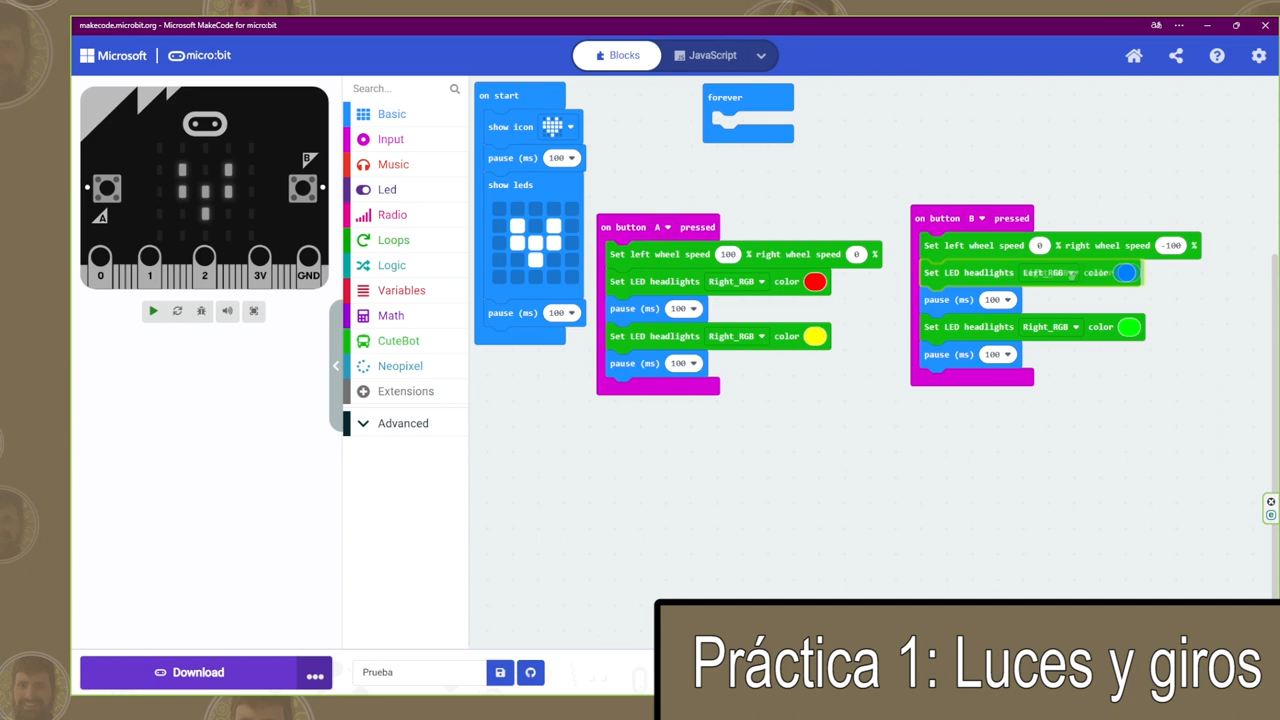 makecode.microbit.org - Microsoft MakeCode for micro:bit
Microsoft
micro:bit
Blocks
JavaScript
Search...
Basic
Input
Music
Led
Radio
Loops
Logic
Variables
Math
CuteBot
Neopixel
Extensions
Advanced
A
B
0 1 2 3V GND
on start
show icon
pause (ms) 100
show leds
pause (ms) 100
forever
on button A pressed
Set left wheel speed 100 % right wheel speed 0 %
Set LED headlights Right_RGB color
pause (ms) 100
Set LED headlights Right_RGB color
pause (ms) 100
on button B pressed
Set left wheel speed 0 % right wheel speed -100 %
Set LED headlights Left_RGB color
pause (ms) 100
Set LED headlights Right_RGB color
pause (ms) 100
Download
Prueba
Práctica 1: Luces y giros